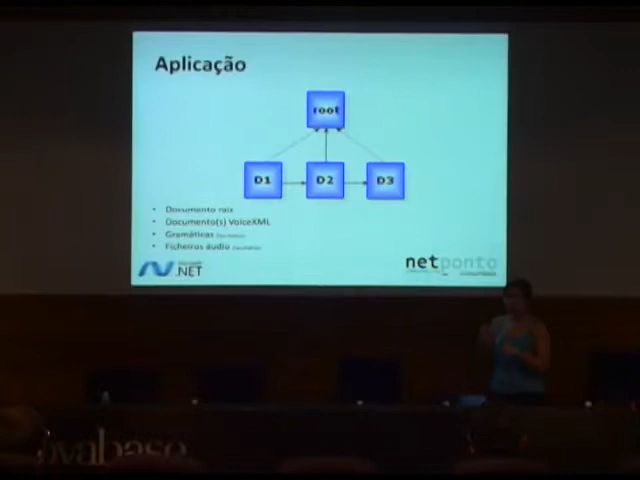 Aplicação
root
D1 D2 D3
• Documento raiz
• Documento(s) VoiceXML
• Gramáticas
• Ficheiros áudio
.NET
netponto